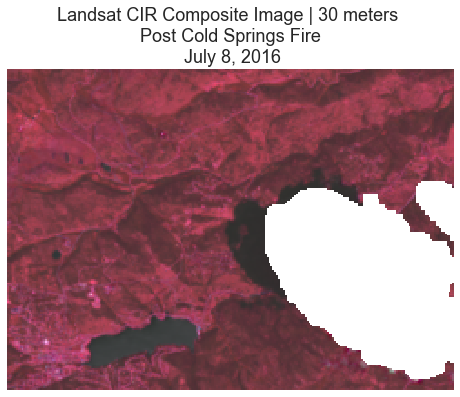 Landsat CIR Composite Image | 30 meters
Post Cold Springs Fire
July 8, 2016